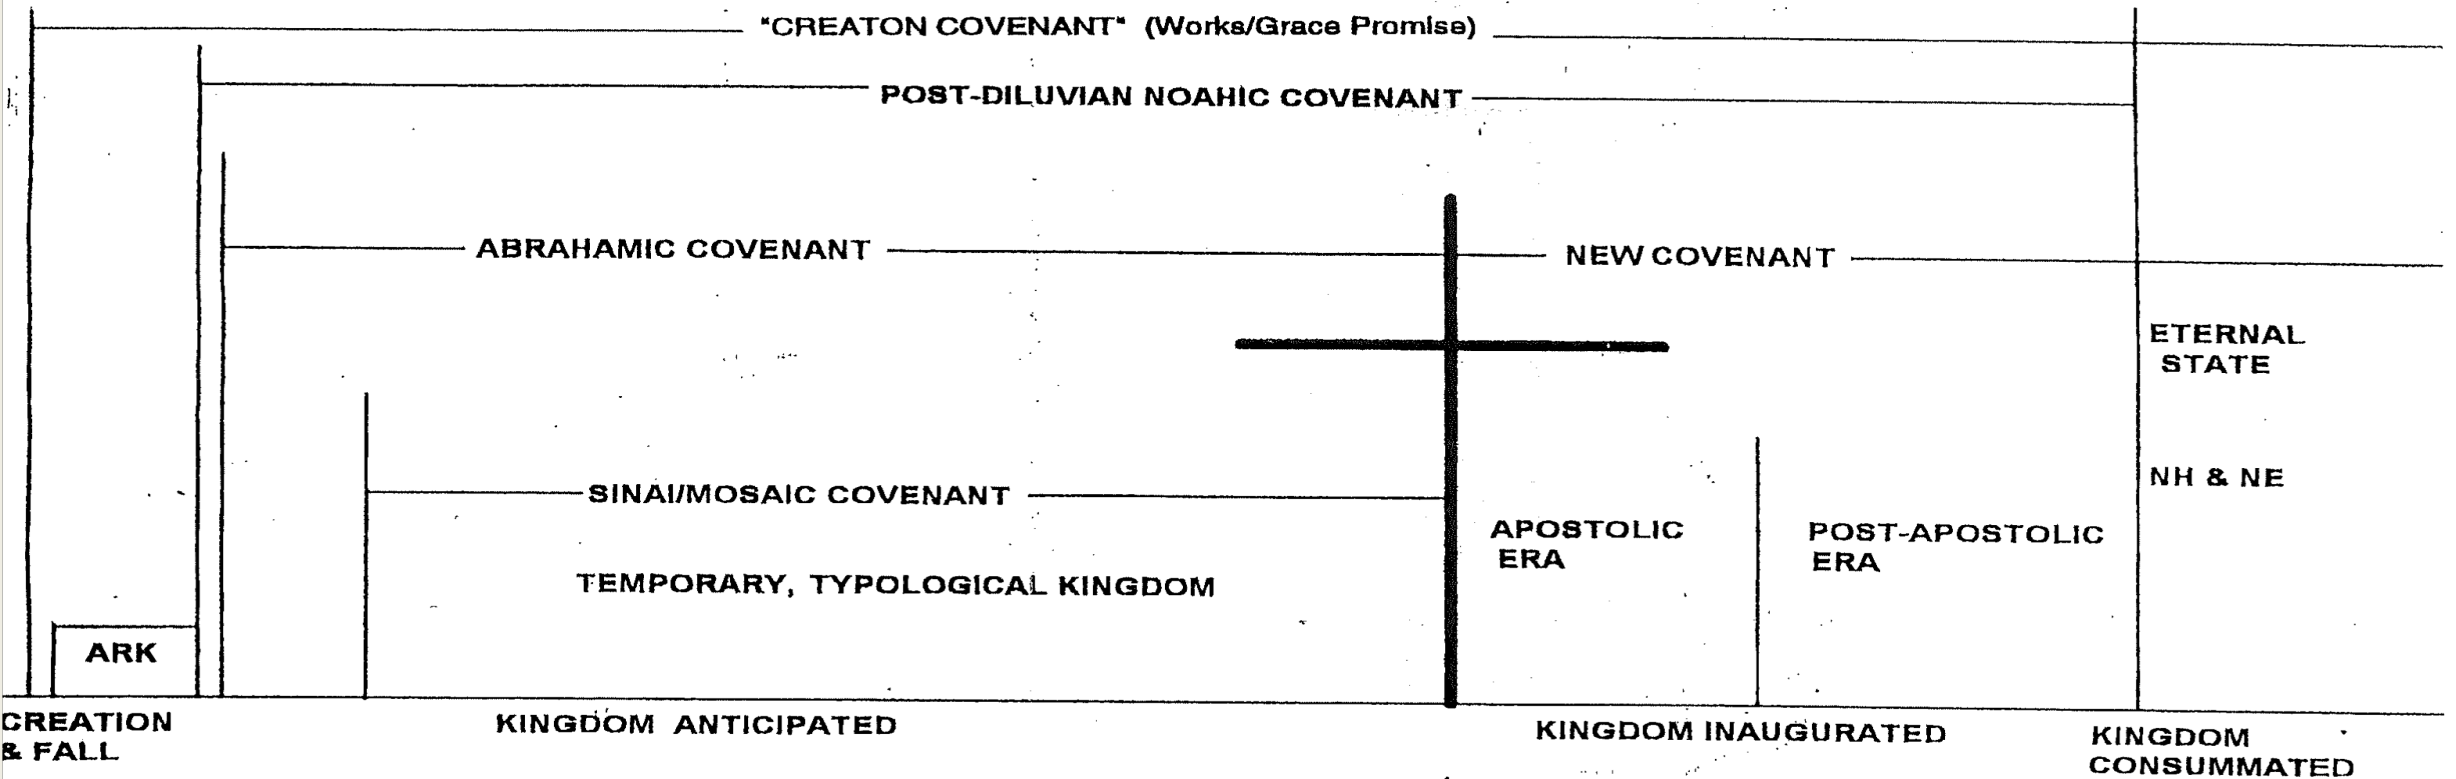 "CREATON COVENANT" (Works/Grace Promise)
POST-DILUVIAN NOAHIC COVENANT
ABRAHAMIC COVENANT
NEW COVENANT
ETERNAL
STATE
NH & NE
SINAI/MOSAIC COVENANT
APOSTOLIC
ERA
POST-APOSTOLIC
ERA
TEMPORARY, TYPOLOGICAL KINGDOM
ARK
CREATION
& FALL
KINGDOM ANTICIPATED
KINGDOM INAUGURATED
KINGDOM
CONSUMMATED